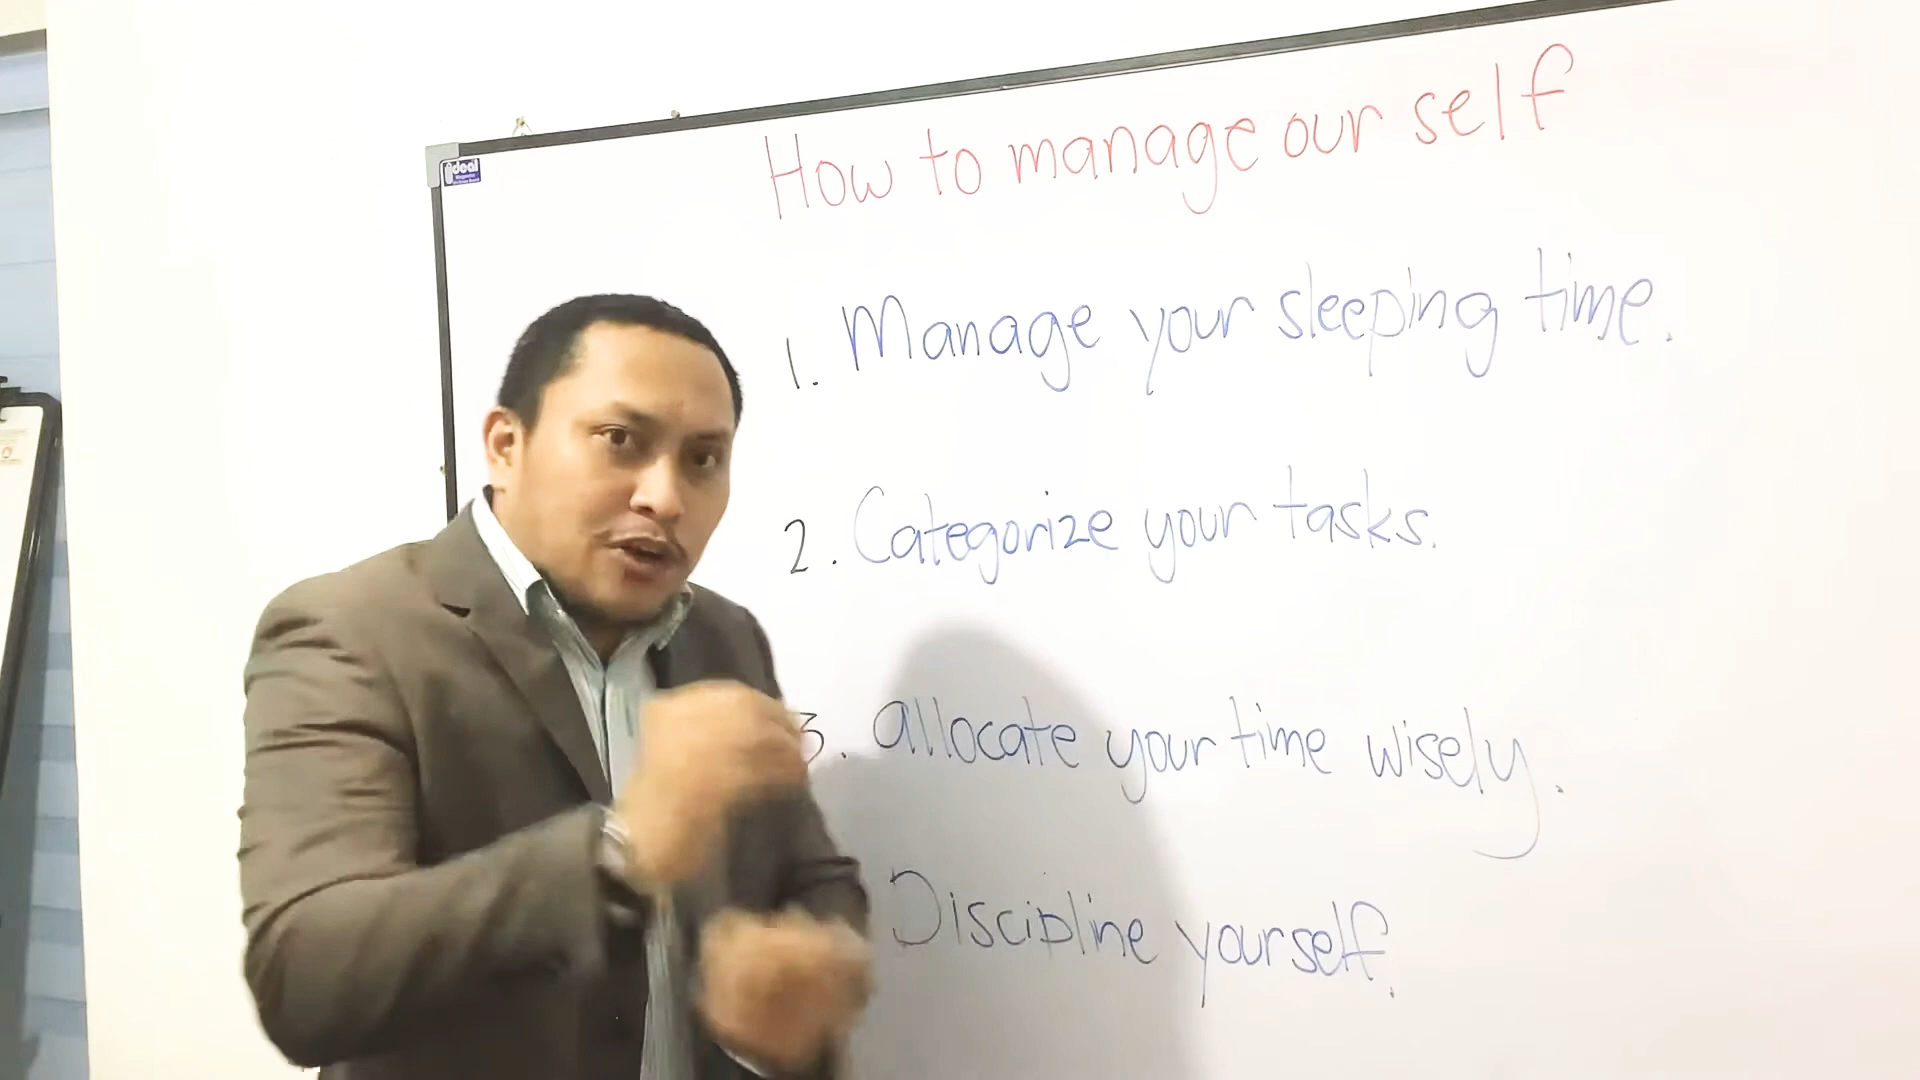 How to manage our self
1. Manage your sleeping time.
2. Categorize your tasks.
3. allocate your time wisely.
Discipline yourself.